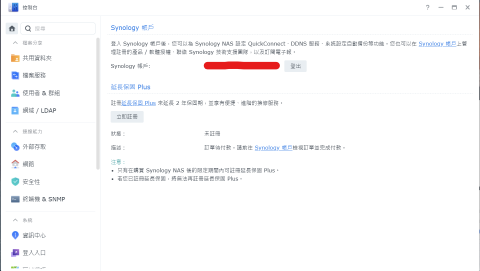 控制台
搜尋
檔案分享
共用資料夾
檔案服務
使用者 & 群組
網域 / LDAP
連線能力
外部存取
網路
安全性
終端機 & SNMP
系統
資訊中心
登入入口
Synology 帳戶
登入 Synology 帳戶後，您可以為 Synology NAS 設定 QuickConnect、DDNS 服務、系統設定自動備份等功能。您也可以在 Synology 帳戶上管
理註冊的產品 / 軟體授權、聯絡 Synology 技術支援團隊，以及訂閱電子報。
Synology 帳戶:
登出
延長保固 Plus
註冊延長保固 Plus 來延長 2 年保固期，並享有便捷、進階的換貨服務。
立即註冊
狀態：
未註冊
描述：
訂單待付款。請前往 Synology 帳戶檢視訂單並完成付款。
注意：
• 只有在購買 Synology NAS 後的限定期間內可註冊延長保固 Plus。
• 若您已註冊延長保固，將無法再註冊延長保固 Plus。